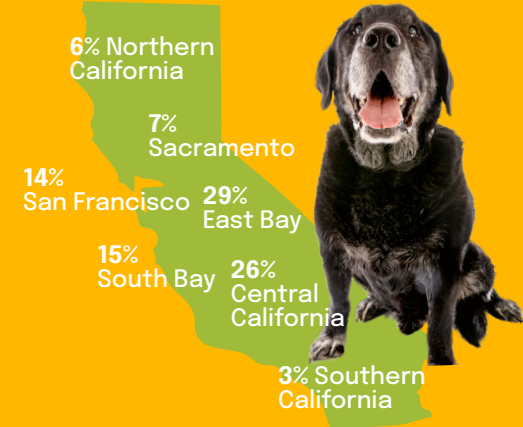 6% Northern
California
7%
Sacramento
14%
San Francisco
29%
East Bay
15%
South Bay
26%
Central
California
3% Southern
California